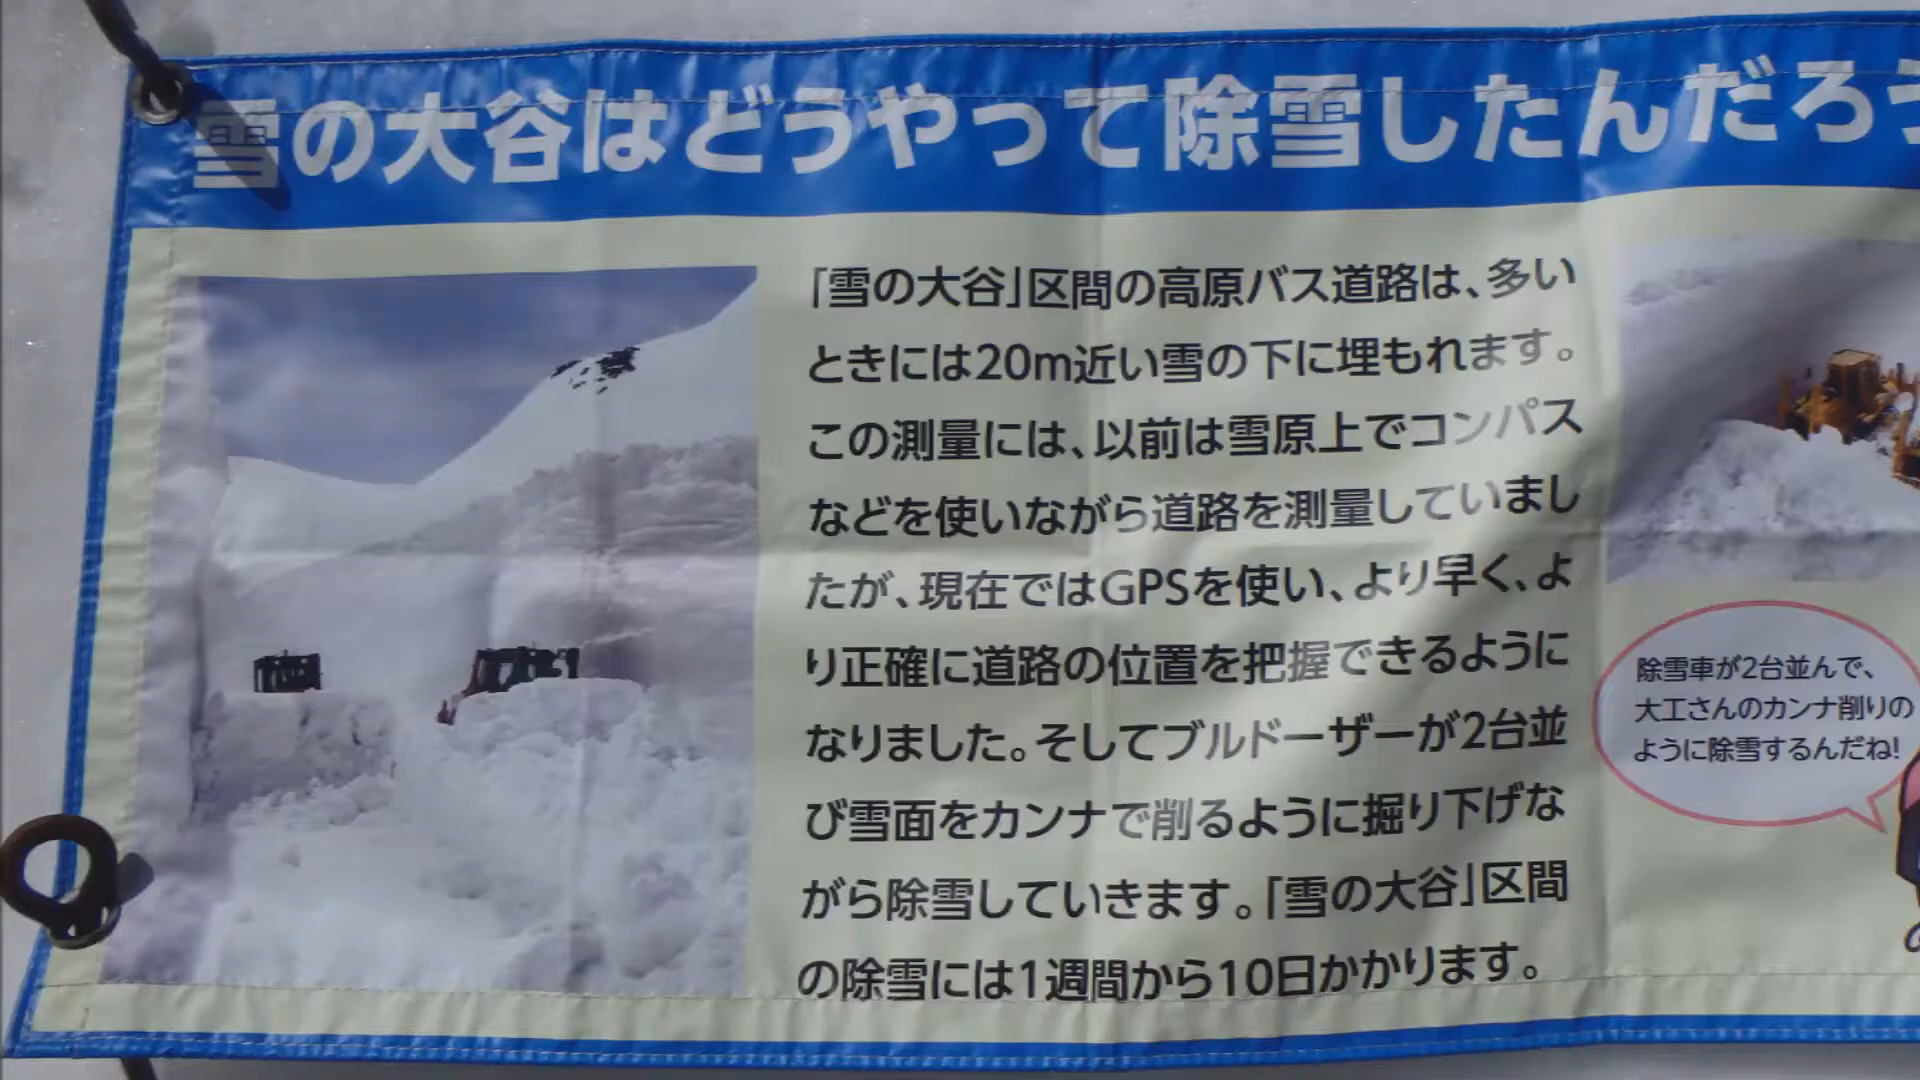 雪の大谷はどうやって除雪したんだろう
「雪の大谷」区間の高原バス道路は、多い
ときには20m近い雪の下に埋もれます。
この測量には、以前は雪原上でコンパス
などを使いながら道路を測量していまし
たが、現在ではGPSを使い、より早く、よ
り正確に道路の位置を把握できるように
なりました。そしてブルドーザーが2台並
び雪面をカンナで削るように掘り下げな
がら除雪していきます。「雪の大谷」区間
の除雪には1週間から10日かかります。
除雪車が2台並んで、
大工さんのカンナ削りの
ように除雪するんだね!